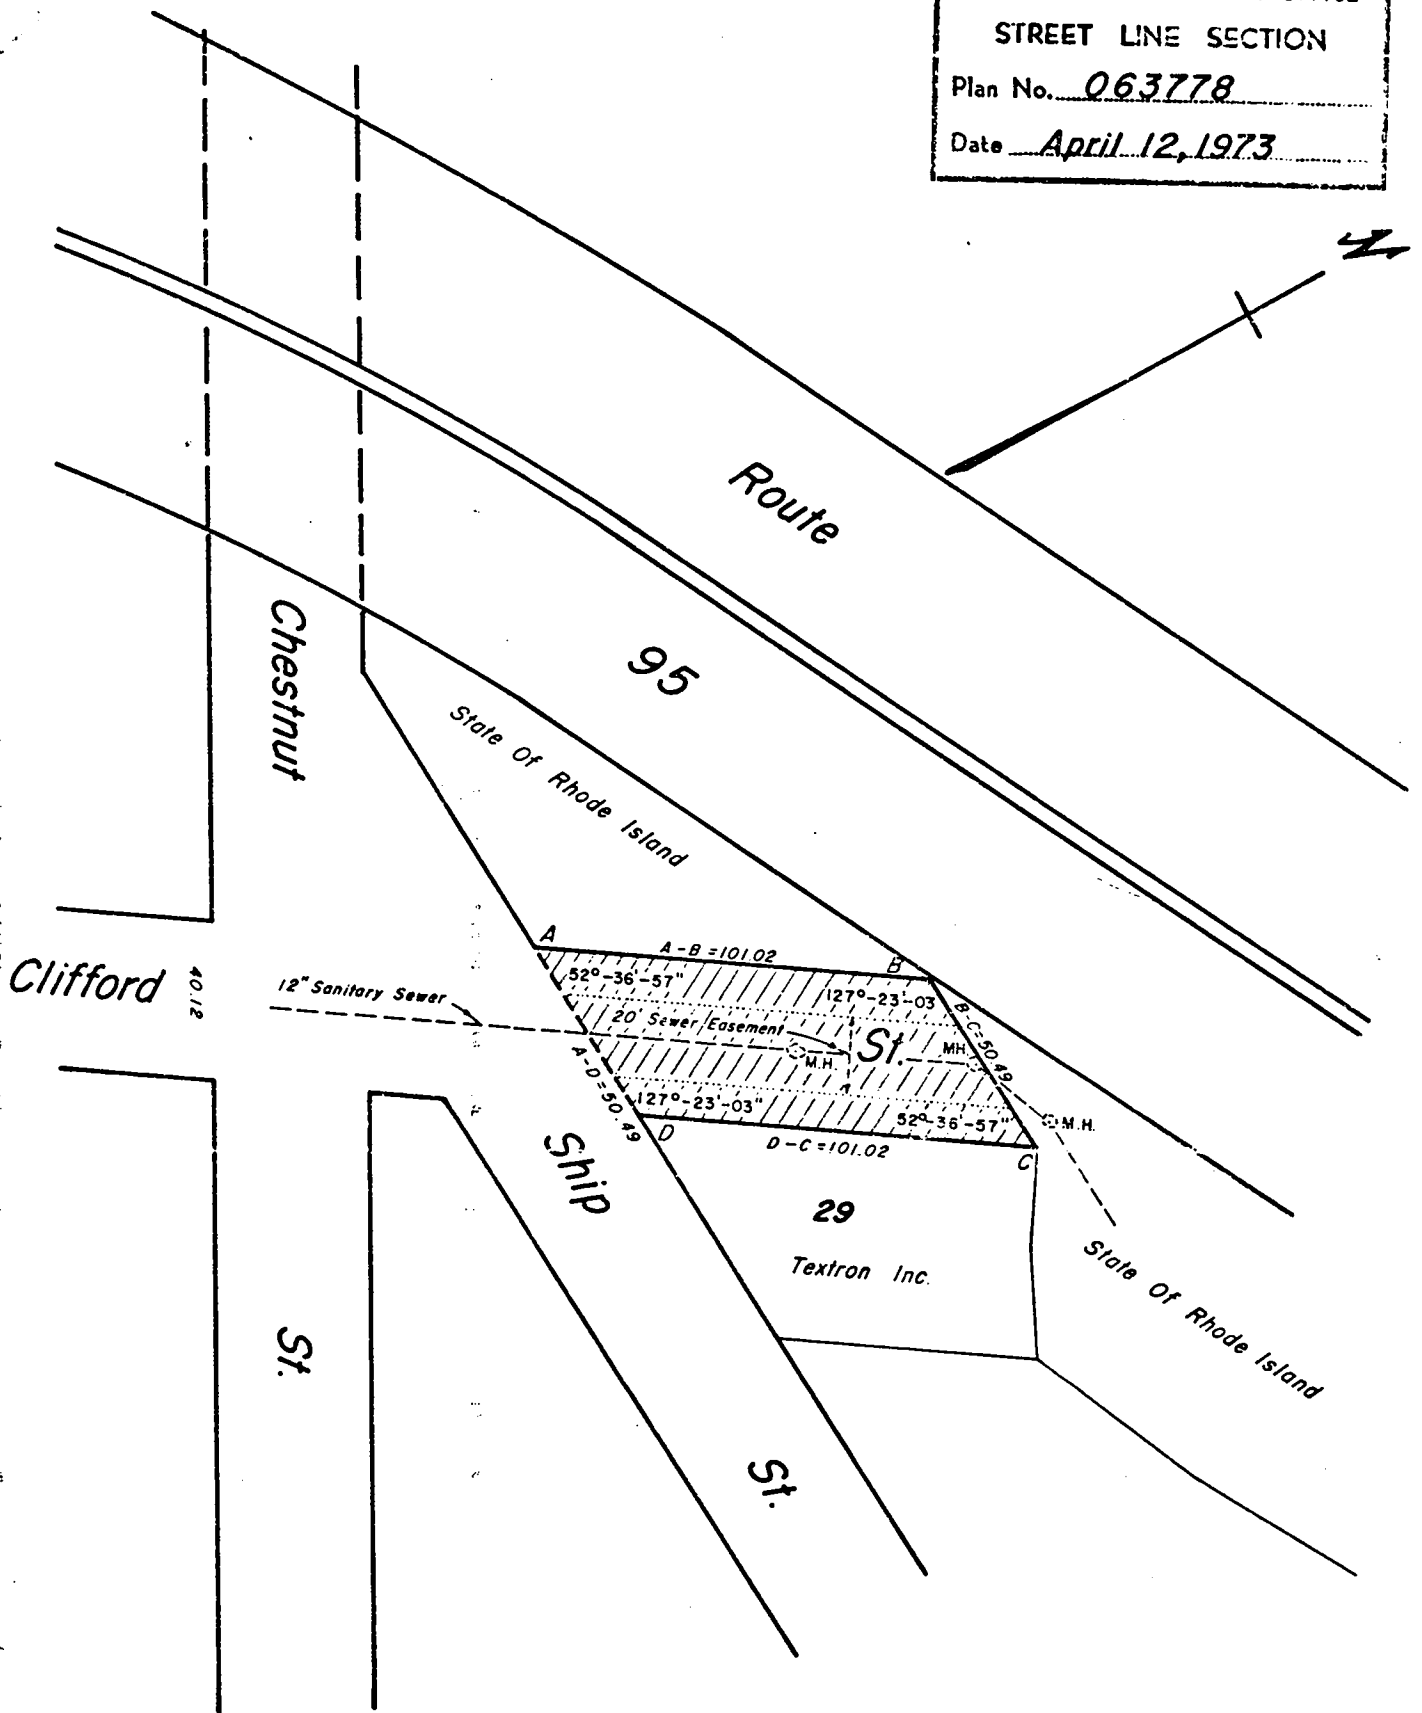 STREET LINE SECTION
Plan No. 063778
Date April 12, 1973
N
Route
95
Chestnut
State Of Rhode Island
A
A-B=101.02
B
52°-36'-57"
127°-23'-03
Clifford
40.12
12" Sanitary Sewer
20' Sewer Easement
St.
B-C=50.49
M.H.
MH
A-D=50.49
127°-23'-03"
52°-36'-57"
M.H.
D
D-C=101.02
C
Ship
29
Textron Inc.
State Of Rhode Island
St.
St.